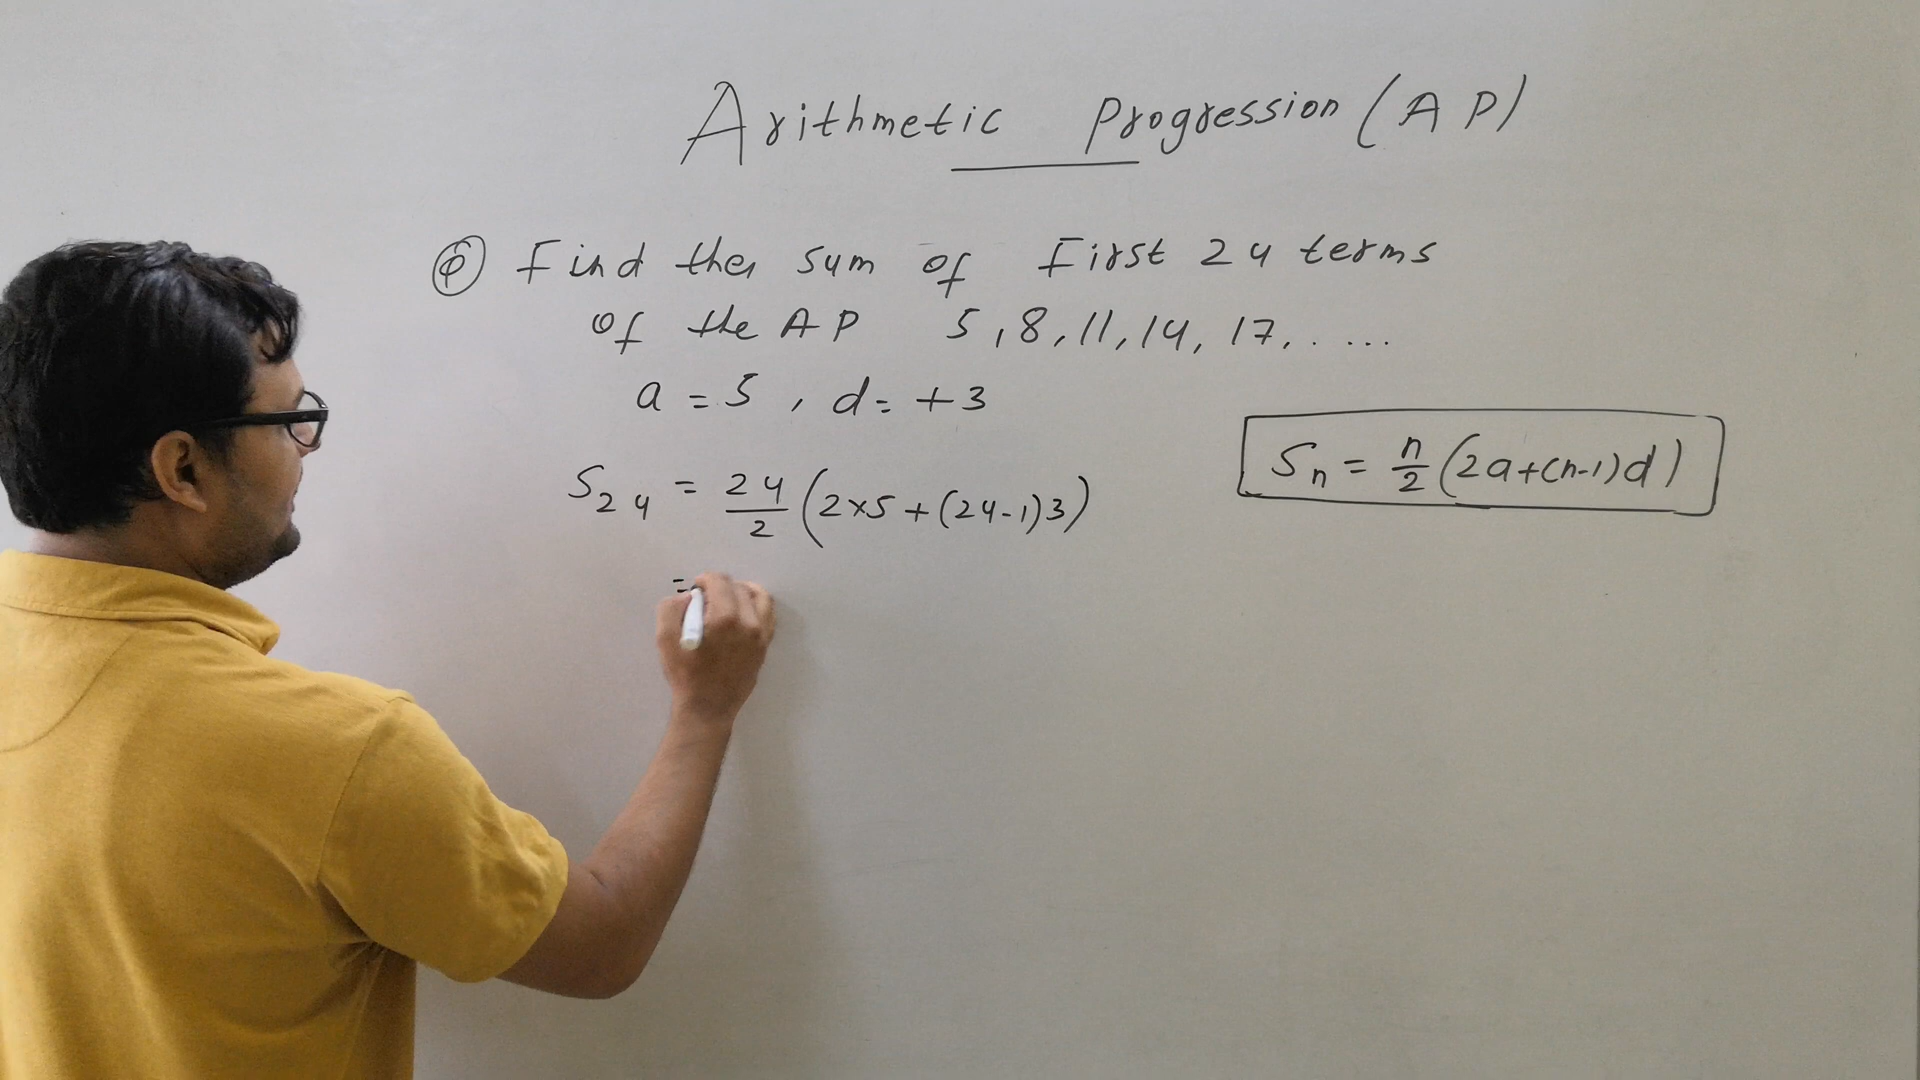 Arithmetic Progression (AP)
Q Find the sum of First 24 terms
of the AP 5, 8, 11, 14, 17, . ...
a = 5 , d = +3
Sn = n/2 (2a+(n-1)d)
S24 = 24/2 (2×5+(24-1)3)
=